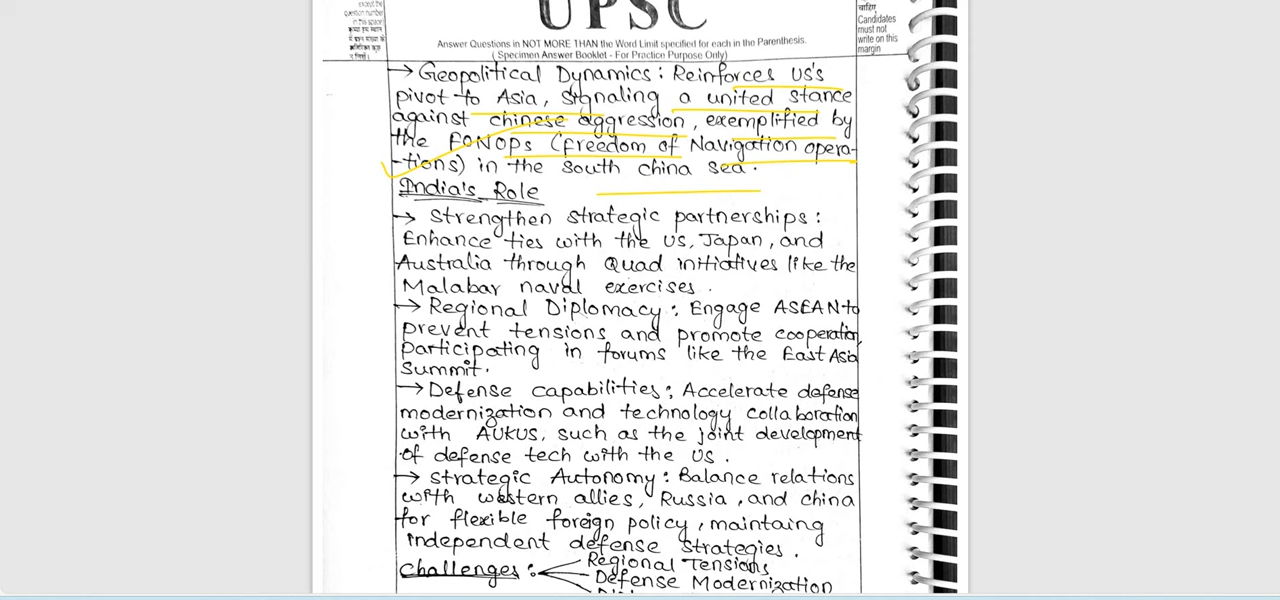 except the
question number
in this space
UPSC
चाहिए
Candidates
must not
write on this
margin
Answer Questions in NOT MORE THAN the Word Limit specified for each in the Parenthesis.
( Specimen Answer Booklet - For Practice Purpose Only)
→ Geopolitical Dynamics : Reinforces US's
pivot to Asia, signaling a united stance
against chinese aggression, exemplified by
the FONOPs (freedom of Navigation opera-
-tions) in the south china sea.
India's Role
→ Strengthen strategic partnerships :
Enhance ties with the US, Japan, and
Australia through Quad initiatives like the
Malabar naval exercises.
→ Regional Diplomacy : Engage ASEAN to
prevent tensions and promote cooperation,
participating in forums like the East Asia
Summit.
→ Defense capabilities : Accelerate defense
modernization and technology collaboration
with AUKUS, such as the joint development
of defense tech with the US.
→ Strategic Autonomy : Balance relations
with western allies, Russia, and china
for flexible foreign policy, maintaing
independent defense strategies.
Challenges :
Regional Tensions
Defense Modernization